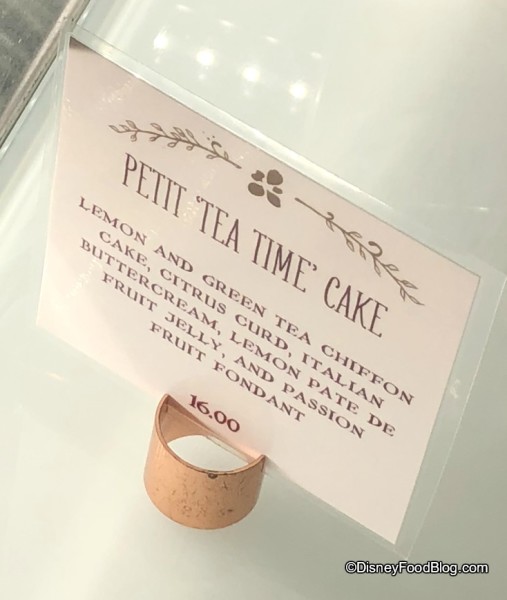 PETIT 'TEA TIME' CAKE
LEMON AND GREEN TEA CHIFFON
CAKE, CITRUS CURD, ITALIAN
BUTTERCREAM, LEMON PATE DE
FRUIT JELLY, AND PASSION
FRUIT FONDANT
16.00
©DisneyFoodBlog.com